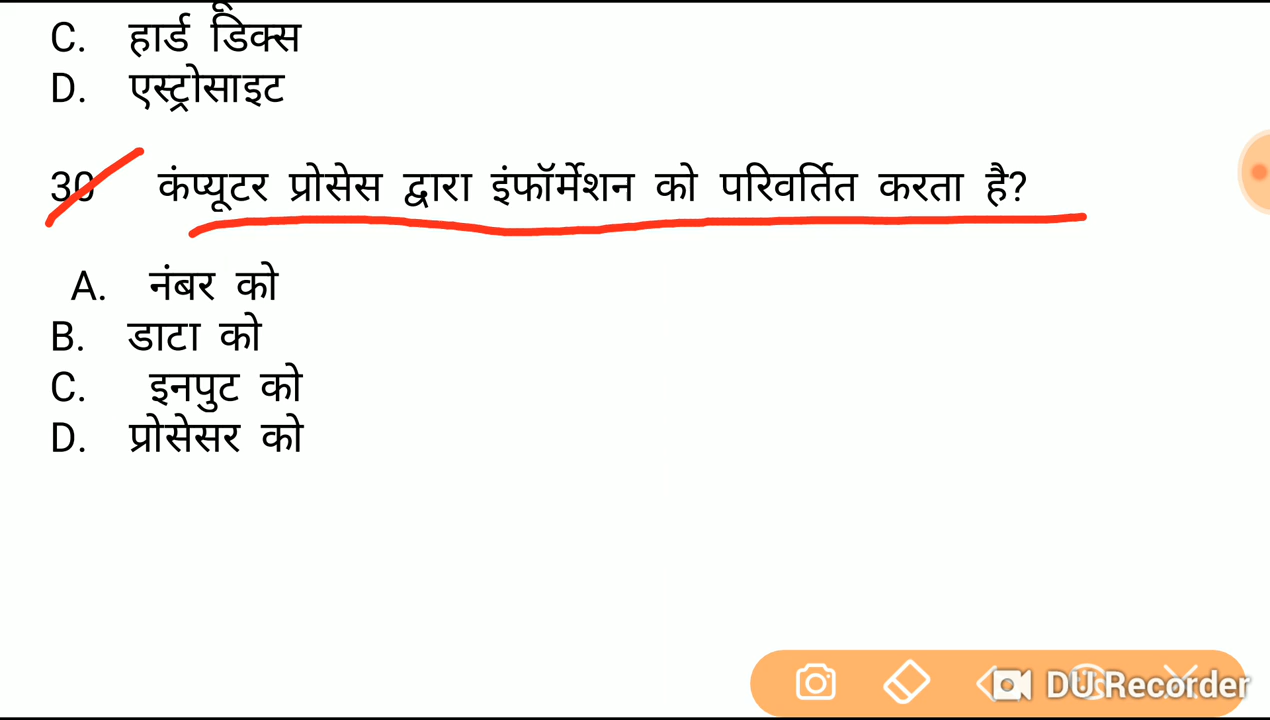 C. हार्ड डिक्स
D. एस्ट्रोसाइट
30 कंप्यूटर प्रोसेस द्वारा इंफॉर्मेशन को परिवर्तित करता है?
A. नंबर को
B. डाटा को
C. इनपुट को
D. प्रोसेसर को
DU Recorder